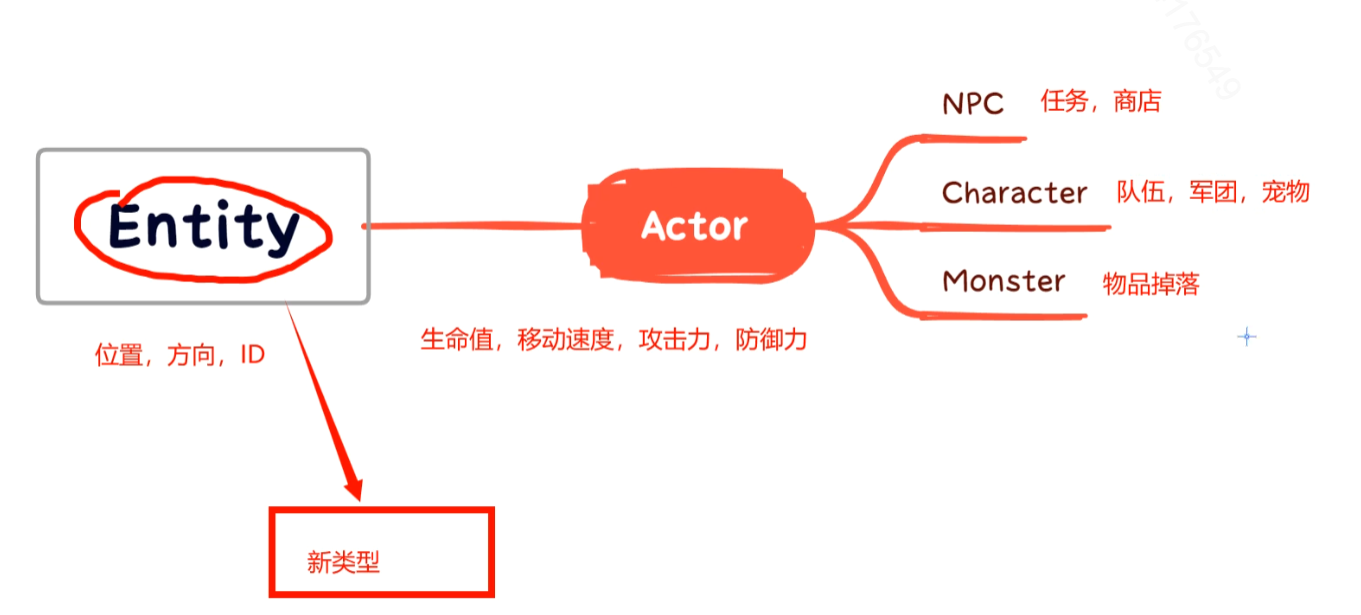 NPC 任务，商店
Character 队伍，军团，宠物
Entity
Actor
Monster 物品掉落
生命值，移动速度，攻击力，防御力
位置，方向，ID
新类型